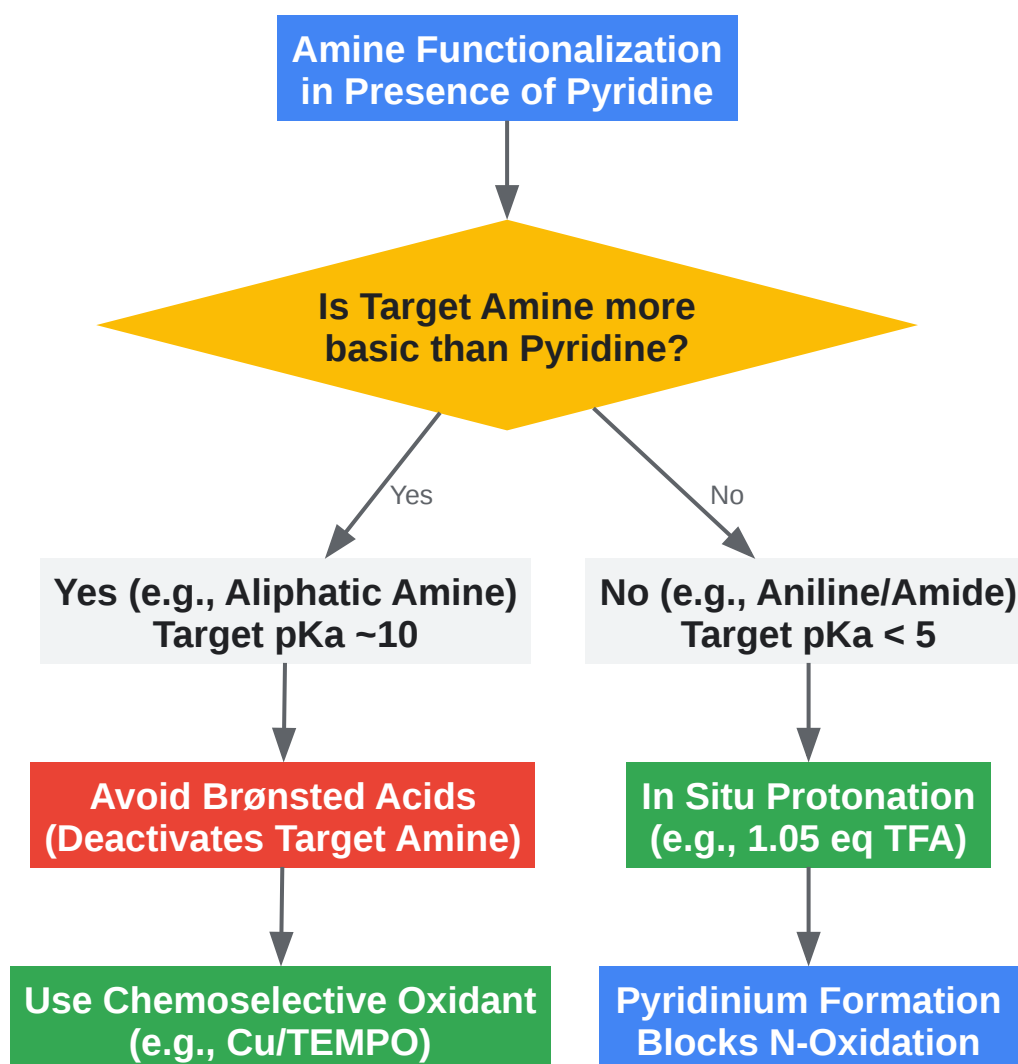 Amine Functionalization
in Presence of Pyridine
Is Target Amine more
basic than Pyridine?
Yes
No
Yes (e.g., Aliphatic Amine)
Target pKa ~10
No (e.g., Aniline/Amide)
Target pKa < 5
Avoid Brønsted Acids
(Deactivates Target Amine)
In Situ Protonation
(e.g., 1.05 eq TFA)
Use Chemoselective Oxidant
(e.g., Cu/TEMPO)
Pyridinium Formation
Blocks N-Oxidation